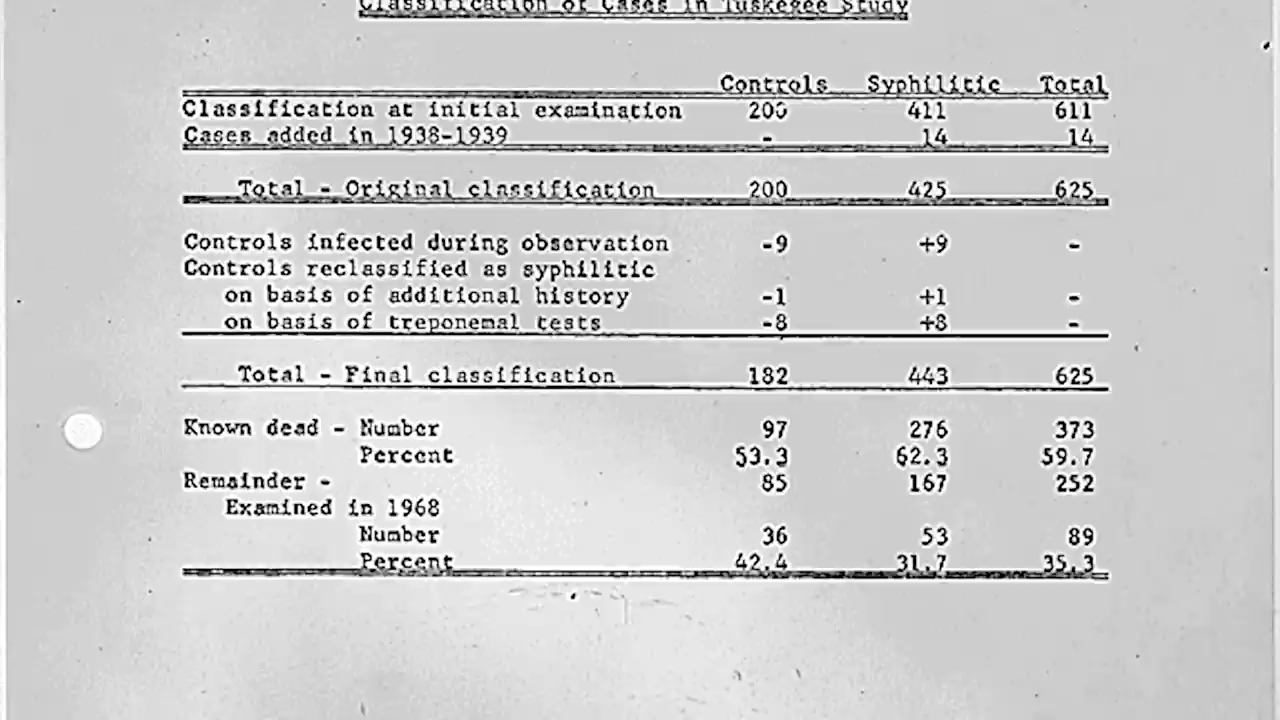 Classification of Cases in Tuskegee Study
Controls Syphilitic Total
Classification at initial examination 200 411 611
Cases added in 1938-1939 - 14 14
Total - Original classification 200 425 625
Controls infected during observation -9 +9 -
Controls reclassified as syphilitic
on basis of additional history -1 +1 -
on basis of treponemal tests -8 +8 -
Total - Final classification 182 443 625
Known dead - Number 97 276 373
Percent 53.3 62.3 59.7
Remainder - 85 167 252
Examined in 1968
Number 36 53 89
Percent 42.4 31.7 35.3